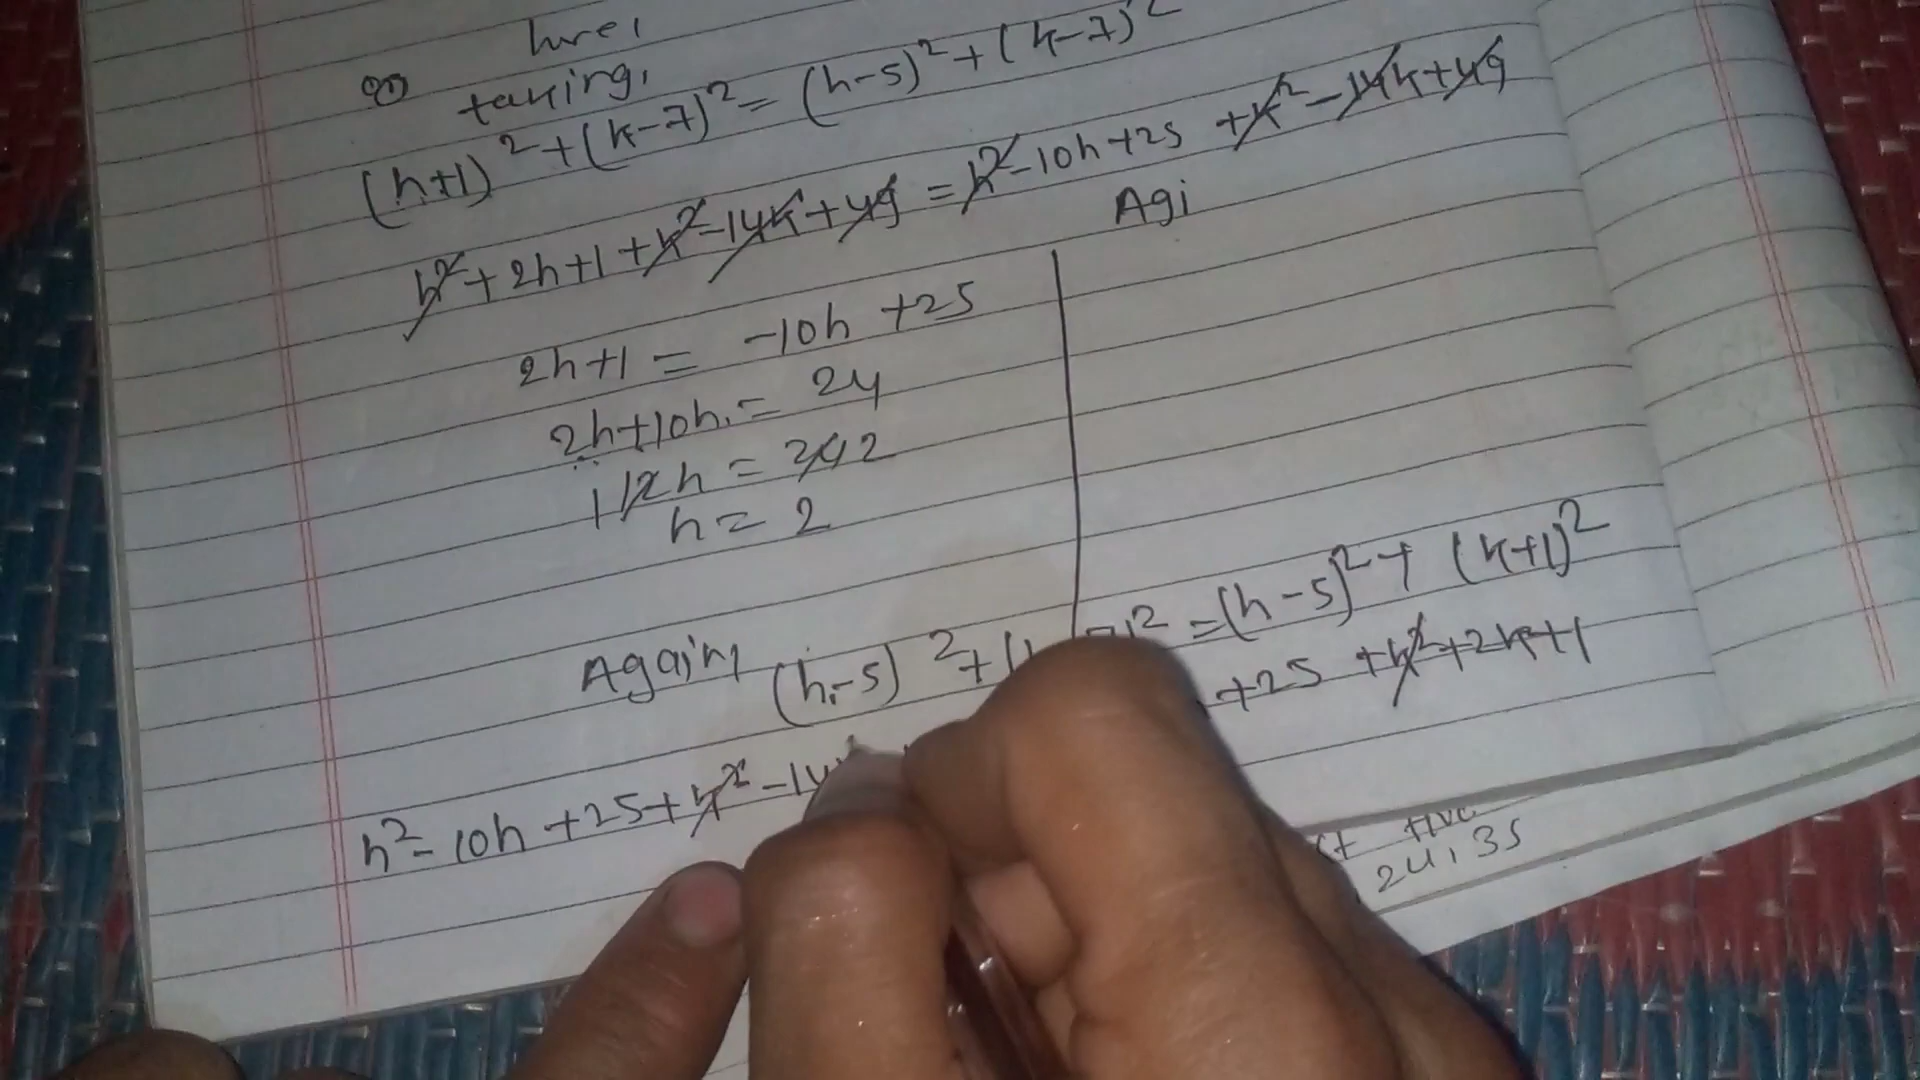 here,
taking,
(h+1)²+(k-7)² = (h-5)²+(k-7)²
h²+2h+1+k²-14k+49 = h²-10h+25+k²-14k+49
Agi
2h+1 = -10h+25
2h+10h = 24
12h = 24 2
h = 2
Again, (h-5)²+( )² = (h-5)²+(k+1)²
h²-10h+25+k²-14 +25+k²+2k+1
24, 35